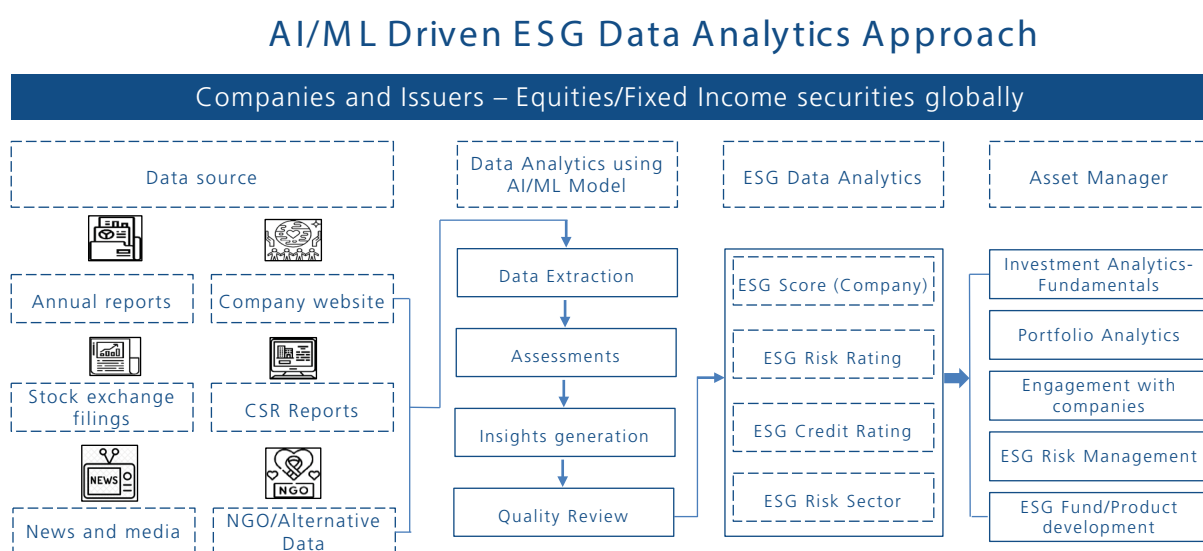 AI/ML Driven ESG Data Analytics Approach
Companies and Issuers – Equities/Fixed Income securities globally
Data source
Data Analytics using
AI/ML Model
ESG Data Analytics
Asset Manager
Annual reports
Company website
Stock exchange
filings
CSR Reports
NEWS
News and media
NGO
NGO/Alternative
Data
Data Extraction
Assessments
Insights generation
Quality Review
ESG Score (Company)
ESG Risk Rating
ESG Credit Rating
ESG Risk Sector
Investment Analytics-
Fundamentals
Portfolio Analytics
Engagement with
companies
ESG Risk Management
ESG Fund/Product
development